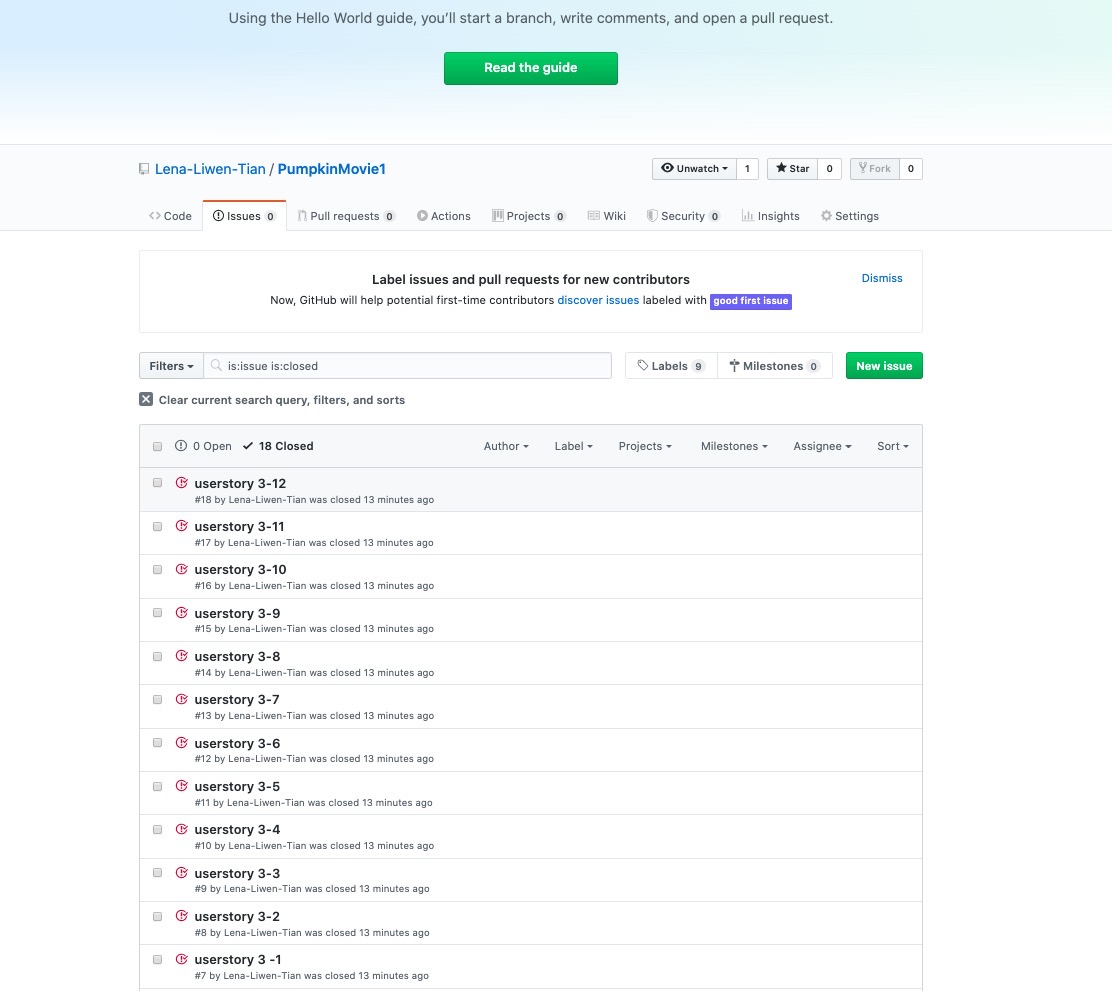 Using the Hello World guide, you’ll start a branch, write comments, and open a pull request.
Read the guide
Lena-Liwen-Tian / PumpkinMovie1
Unwatch 1 Star 0 Fork 0
Code Issues 0 Pull requests 0 Actions Projects 0 Wiki Security 0 Insights Settings
Label issues and pull requests for new contributors
Dismiss
Now, GitHub will help potential first-time contributors discover issues labeled with good first issue
Filters is:issue is:closed Labels 9 Milestones 0 New issue
Clear current search query, filters, and sorts
0 Open 18 Closed Author Label Projects Milestones Assignee Sort
userstory 3-12
#18 by Lena-Liwen-Tian was closed 13 minutes ago
userstory 3-11
#17 by Lena-Liwen-Tian was closed 13 minutes ago
userstory 3-10
#16 by Lena-Liwen-Tian was closed 13 minutes ago
userstory 3-9
#15 by Lena-Liwen-Tian was closed 13 minutes ago
userstory 3-8
#14 by Lena-Liwen-Tian was closed 13 minutes ago
userstory 3-7
#13 by Lena-Liwen-Tian was closed 13 minutes ago
userstory 3-6
#12 by Lena-Liwen-Tian was closed 13 minutes ago
userstory 3-5
#11 by Lena-Liwen-Tian was closed 13 minutes ago
userstory 3-4
#10 by Lena-Liwen-Tian was closed 13 minutes ago
userstory 3-3
#9 by Lena-Liwen-Tian was closed 13 minutes ago
userstory 3-2
#8 by Lena-Liwen-Tian was closed 13 minutes ago
userstory 3 -1
#7 by Lena-Liwen-Tian was closed 13 minutes ago